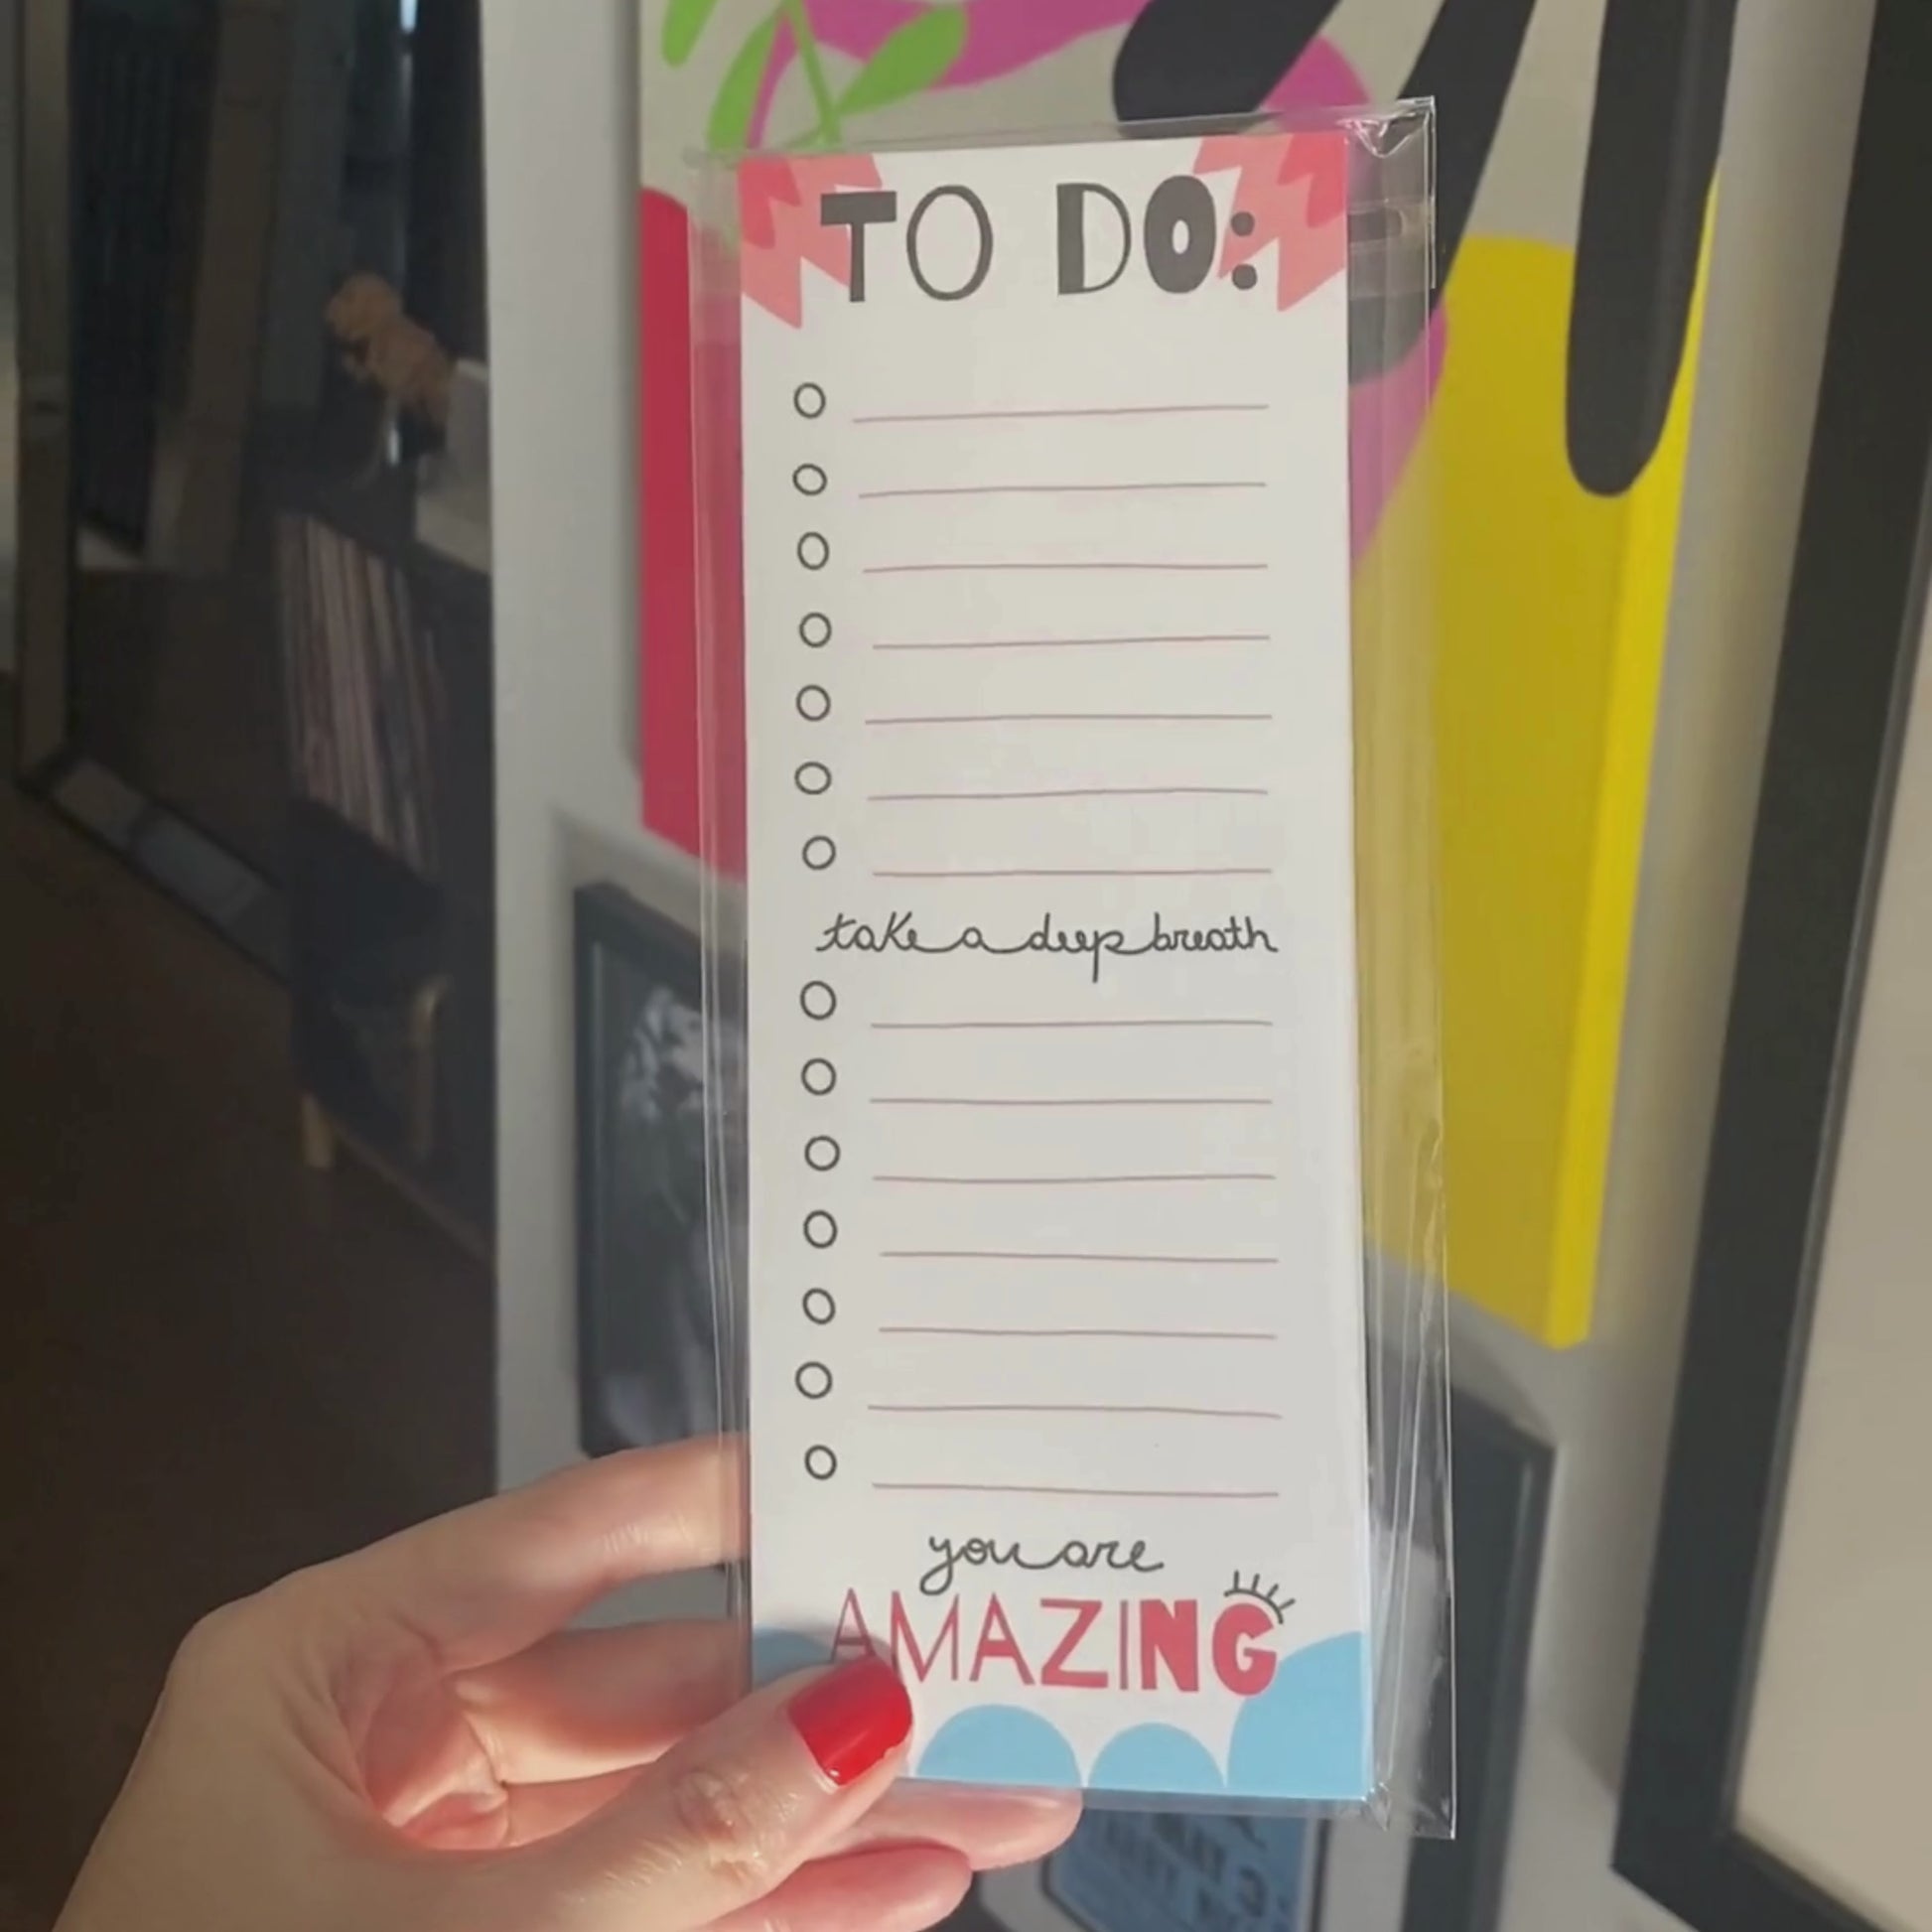 TO DO:
take a deep breath
you are
AMAZING